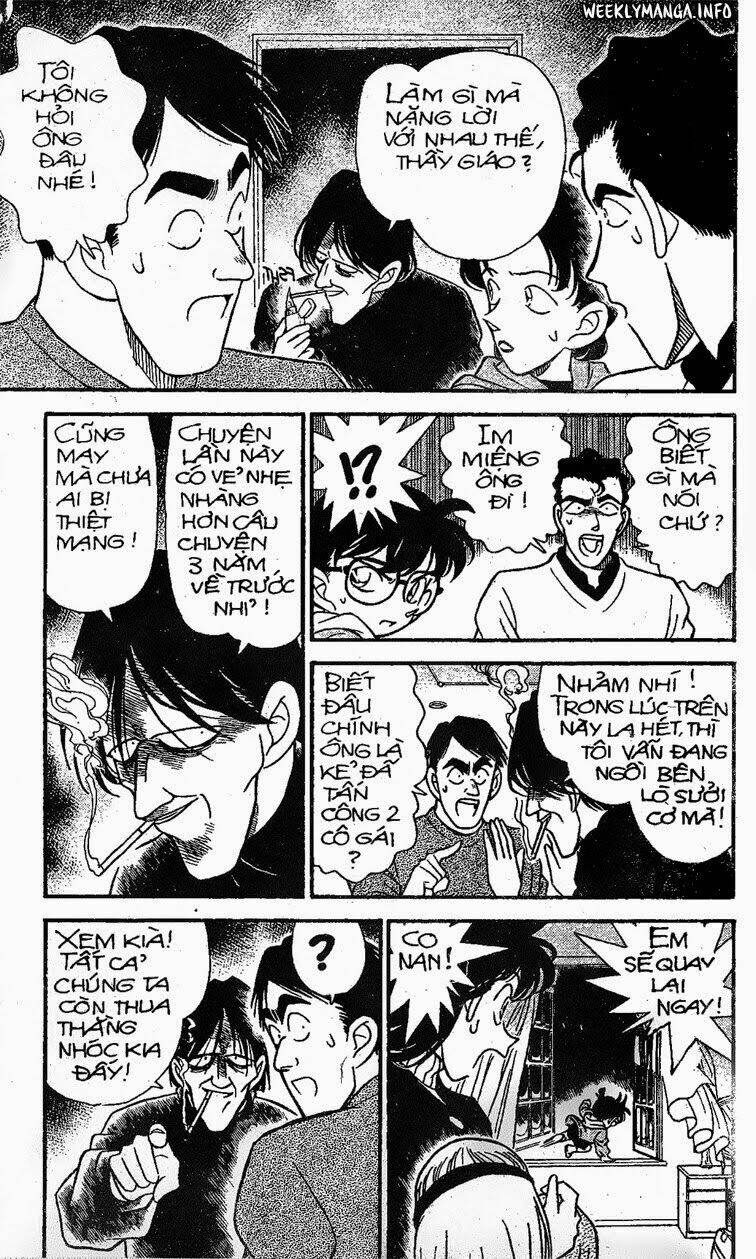 WEEKLYMANGA.INFO
LÀM GÌ MÀ
NẶNG LỜI
VỚI NHAU THẾ,
THẦY GIÁO?
TÔI
KHÔNG
HỎI
ÔNG
ĐÂU
NHÉ!
ÔNG
BIẾT
GÌ MÀ
NÓI
CHỨ?
IM
MIỆNG
ÔNG
ĐI!
!?
CHUYỆN
LẦN NÀY
CÓ VẺ NHẸ
NHÀNG
HƠN CÂU
CHUYỆN
3 NĂM
VỀ TRƯỚC
NHỈ!
CŨNG
MAY
MÀ CHƯA
AI BỊ
THIỆT
MẠNG!
NHẢM NHÍ!
TRONG LÚC TRÊN
NÀY LA HÉT, THÌ
TÔI VẪN ĐANG
NGỒI BÊN
LÒ SƯỞI
CƠ MÀ!
BIẾT
ĐÂU
CHÍNH
ÔNG LÀ
KẺ ĐÃ
TẤN
CÔNG 2
CÔ GÁI
?
EM
SẼ QUAY
LẠI
NGAY!
CO
NAN!
?
XEM KÌA!
TẤT CẢ
CHÚNG TA
CÒN THUA
THẰNG
NHÓC KIA
ĐẤY!